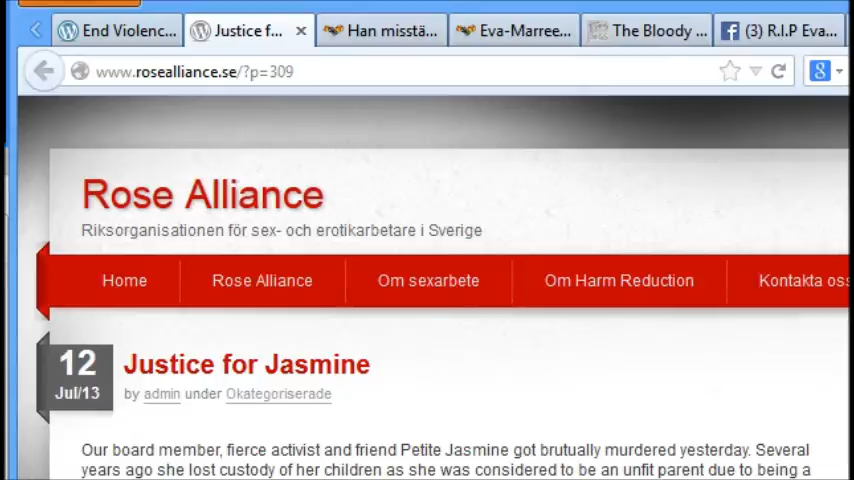 End Violenc...
Justice f...
Han misstä...
Eva-Marree...
The Bloody ...
(3) R.I.P Eva...
www.rosealliance.se/?p=309
Rose Alliance
Riksorganisationen för sex- och erotikarbetare i Sverige
Home
Rose Alliance
Om sexarbete
Om Harm Reduction
Kontakta oss
12
Jul/13
Justice for Jasmine
by admin under Okategoriserade
Our board member, fierce activist and friend Petite Jasmine got brutually murdered yesterday. Several
years ago she lost custody of her children as she was considered to be an unfit parent due to being a